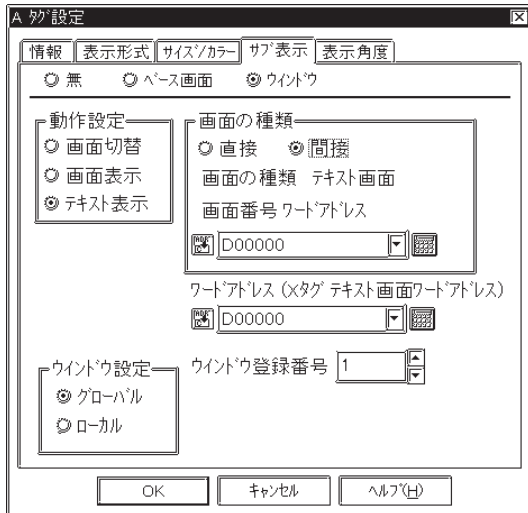 A ﾀｸﾞ設定
情報 表示形式 ｻｲｽﾞ/ｶﾗｰ ｻﾌﾞ表示 表示角度
無 ﾍﾞｰｽ画面 ｳｲﾝﾄﾞｳ
動作設定
画面切替
画面表示
ﾃｷｽﾄ表示
画面の種類
直接 間接
画面の種類 ﾃｷｽﾄ画面
画面番号 ﾜｰﾄﾞｱﾄﾞﾚｽ
D00000
ﾜｰﾄﾞｱﾄﾞﾚｽ (Xﾀｸﾞ ﾃｷｽﾄ画面ﾜｰﾄﾞｱﾄﾞﾚｽ)
D00000
ｳｲﾝﾄﾞｳ設定
ｸﾞﾛｰﾊﾞﾙ
ﾛｰｶﾙ
ｳｲﾝﾄﾞｳ登録番号 1
OK ｷｬﾝｾﾙ ﾍﾙﾌﾟ(H)